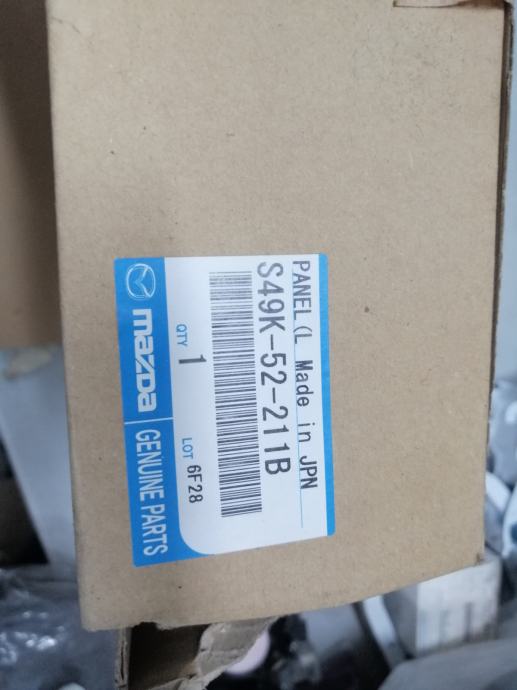 PANEL(L Made in JPN
S49K-52-211B
QTY 1
LOT 6F28
mazda GENUINE PARTS